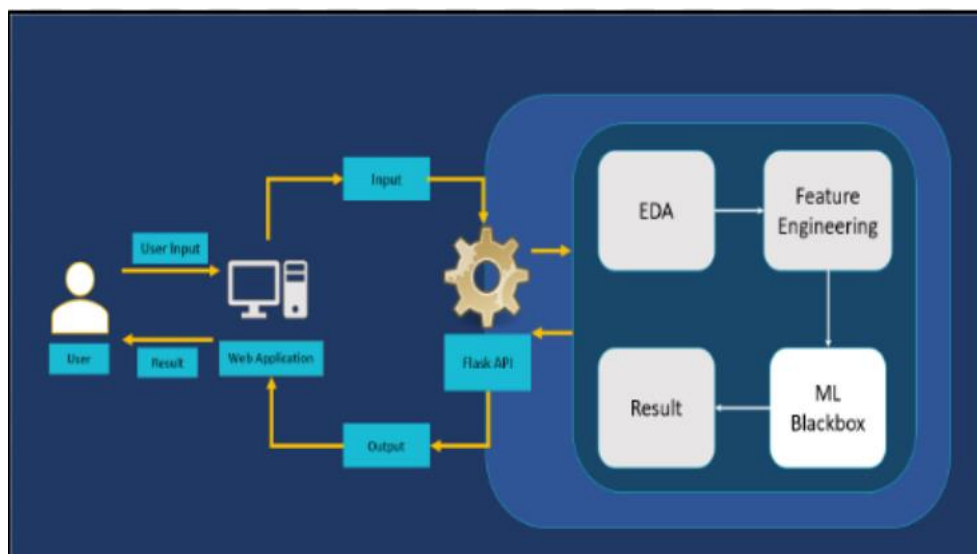 Input
EDA
Feature
Engineering
User Input
User
Result
Web Application
Flask API
Result
ML
Blackbox
Output